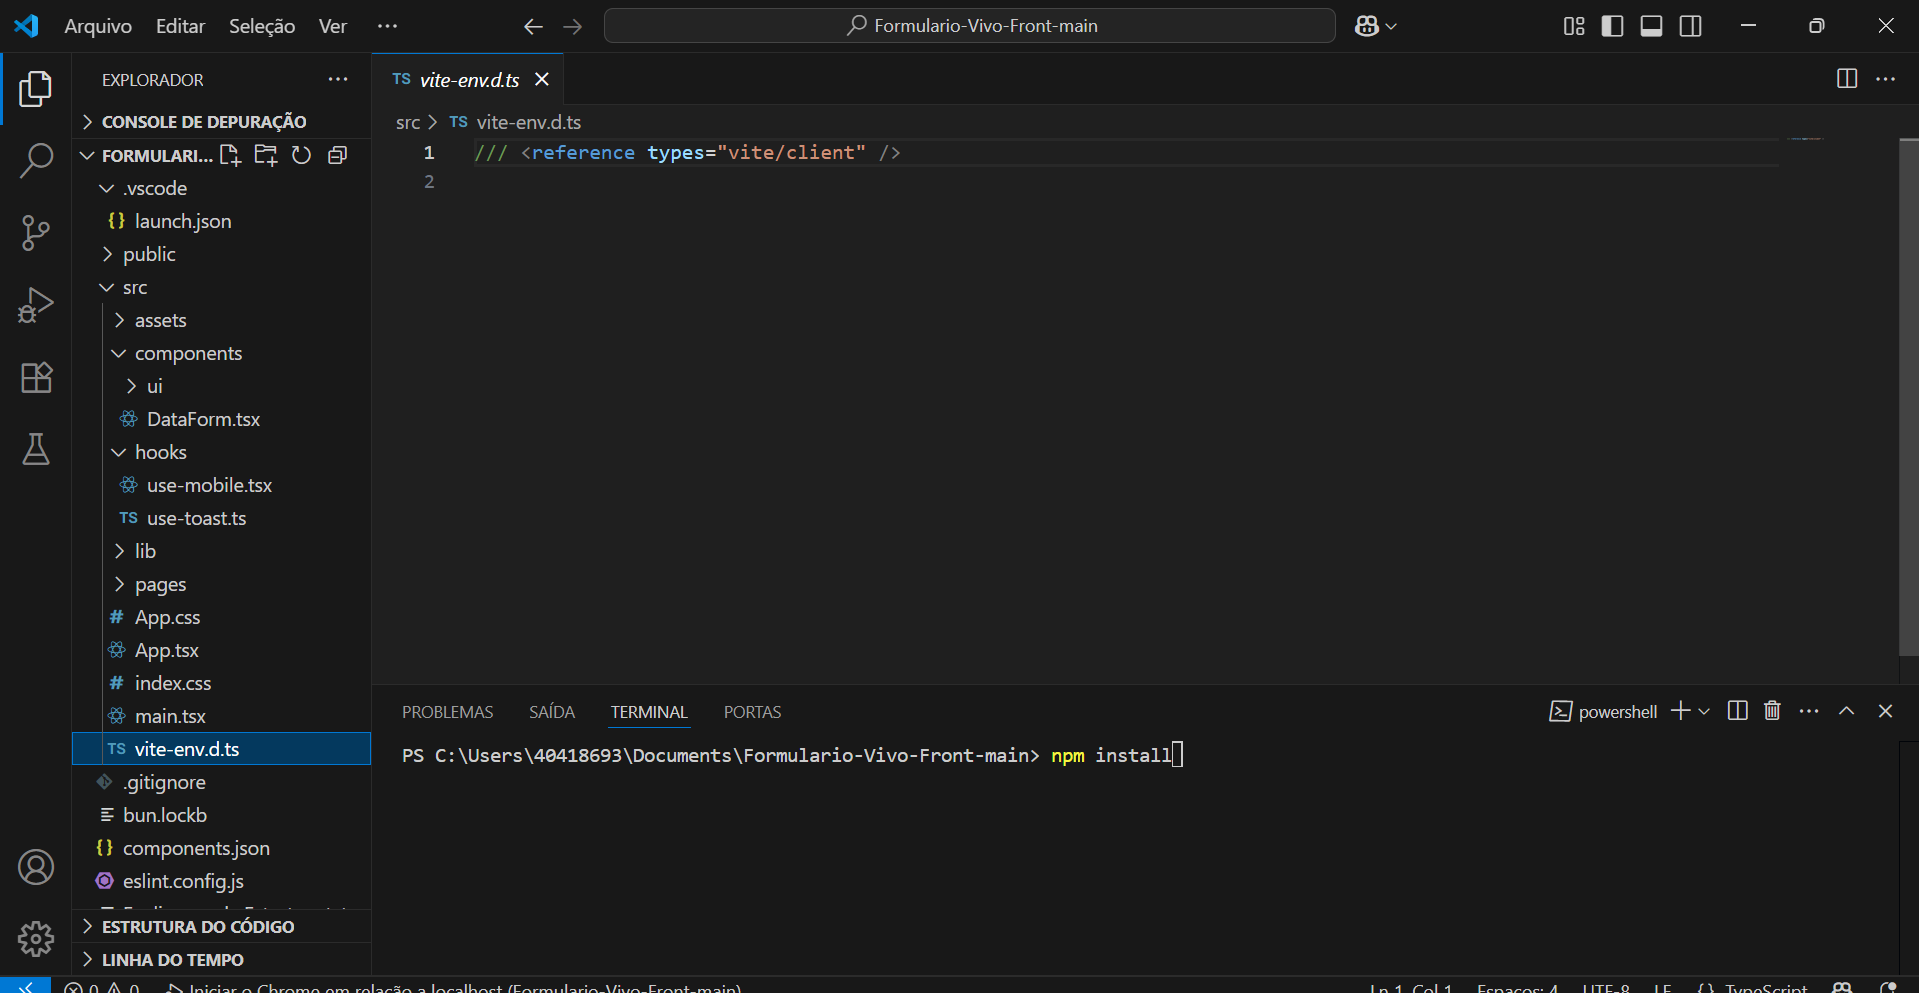 Arquivo Editar Seleção Ver ··· Formulario-Vivo-Front-main
EXPLORADOR
CONSOLE DE DEPURAÇÃO
FORMULARI...
.vscode
{} launch.json
public
src
assets
components
ui
DataForm.tsx
hooks
use-mobile.tsx
TS use-toast.ts
lib
pages
# App.css
App.tsx
# index.css
main.tsx
TS vite-env.d.ts
.gitignore
bun.lockb
{} components.json
eslint.config.js
ESTRUTURA DO CÓDIGO
LINHA DO TEMPO
TS vite-env.d.ts
src > TS vite-env.d.ts
1 /// <reference types="vite/client" />
2
PROBLEMAS SAÍDA TERMINAL PORTAS powershell
PS C:\Users\40418693\Documents\Formulario-Vivo-Front-main> npm install
0 0 Iniciar o Chrome em relação a localhost (Formulario-Vivo-Front-main) Ln 1, Col 1 Espaços: 4 UTF-8 LF {} TypeScript